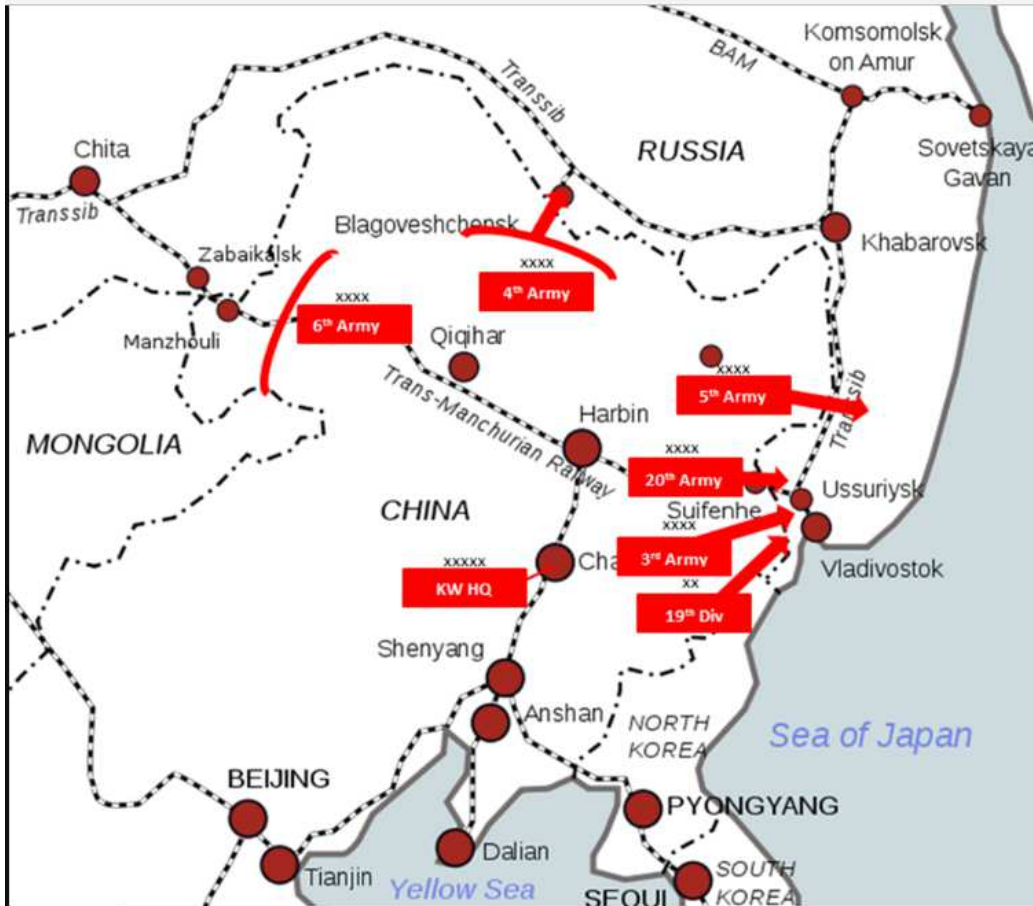 Komsomolsk
on Amur
BAM
Transsib
RUSSIA
Sovetskaya
Gavan
Chita
Transsib
Blagoveshchensk
Khabarovsk
Zabaikalsk
xxxx
4th Army
xxxx
6th Army
Manzhouli
Qiqihar
xxxx
5th Army
Transsib
Trans-Manchurian Railway
Harbin
MONGOLIA
xxxx
20th Army
Ussuriysk
Suifenhe
CHINA
xxxx
3rd Army
Vladivostok
xxxxx
KW HQ
Cha
xx
19th Div
Shenyang
Anshan
NORTH
KOREA
Sea of Japan
BEIJING
PYONGYANG
Dalian
Tianjin
Yellow Sea
SEOUL
SOUTH
KOREA